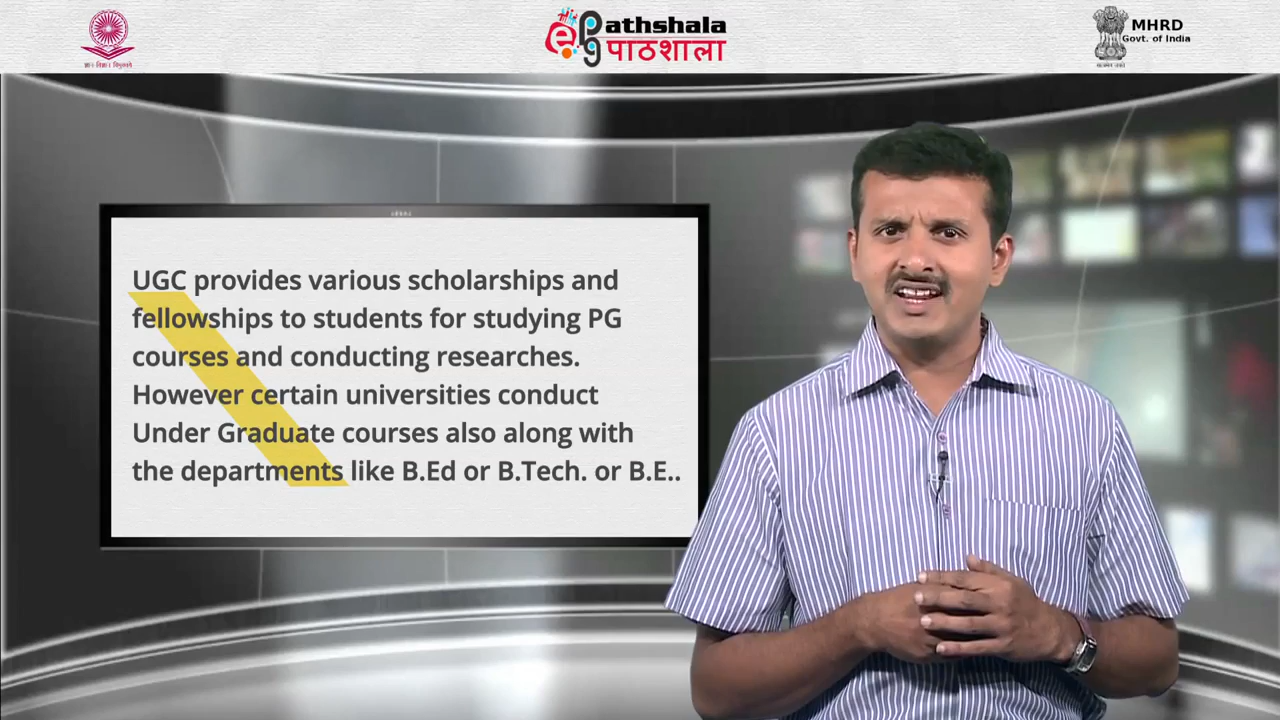 ePathshala
पाठशाला
MHRD
Govt. of India
UGC provides various scholarships and
fellowships to students for studying PG
courses and conducting researches.
However certain universities conduct
Under Graduate courses also along with
the departments like B.Ed or B.Tech. or B.E..